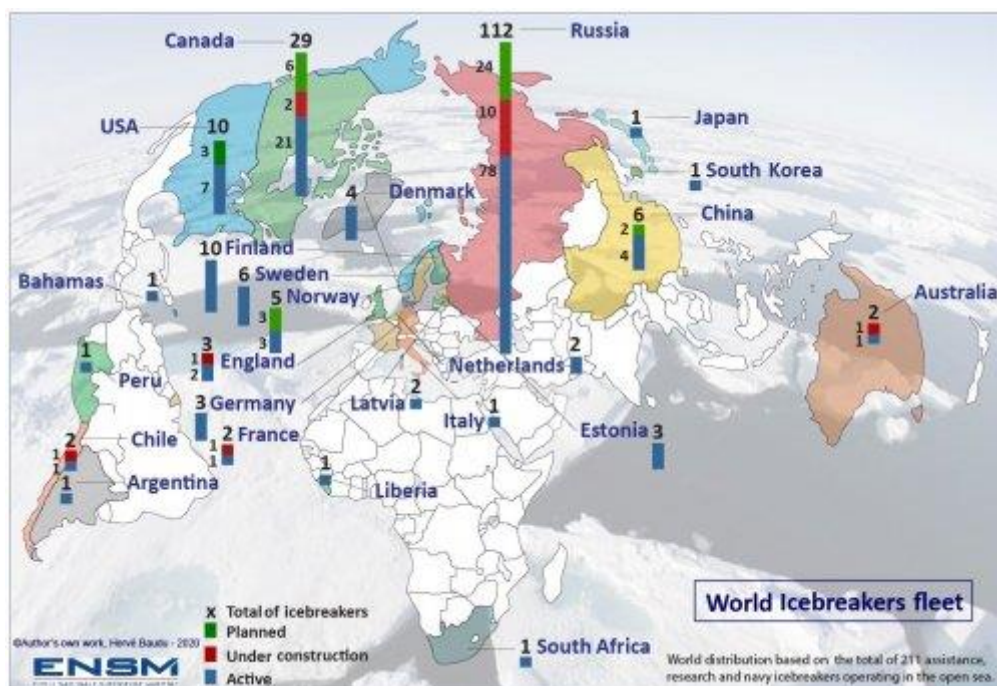 Canada
29
6
2
21
112
Russia
24
10
78
USA
10
3
7
1
Japan
1
South Korea
4
Denmark
China
6
2
4
Finland
10
Sweden
6
Norway
5
3
3
Bahamas
1
Australia
2
1
1
England
3
1
2
Netherlands
2
1
Peru
Germany
3
Latvia
2
Italy
1
Estonia
3
France
2
1
1
Chile
2
1
1
Argentina
1
1
Liberia
South Africa
1
x Total of icebreakers
Planned
Under construction
Active
World Icebreakers fleet
World distribution based on the total of 211 assistance,
research and navy icebreakers operating in the open sea.
©Author's own work, Hervé Baudu - 2020
ENSM